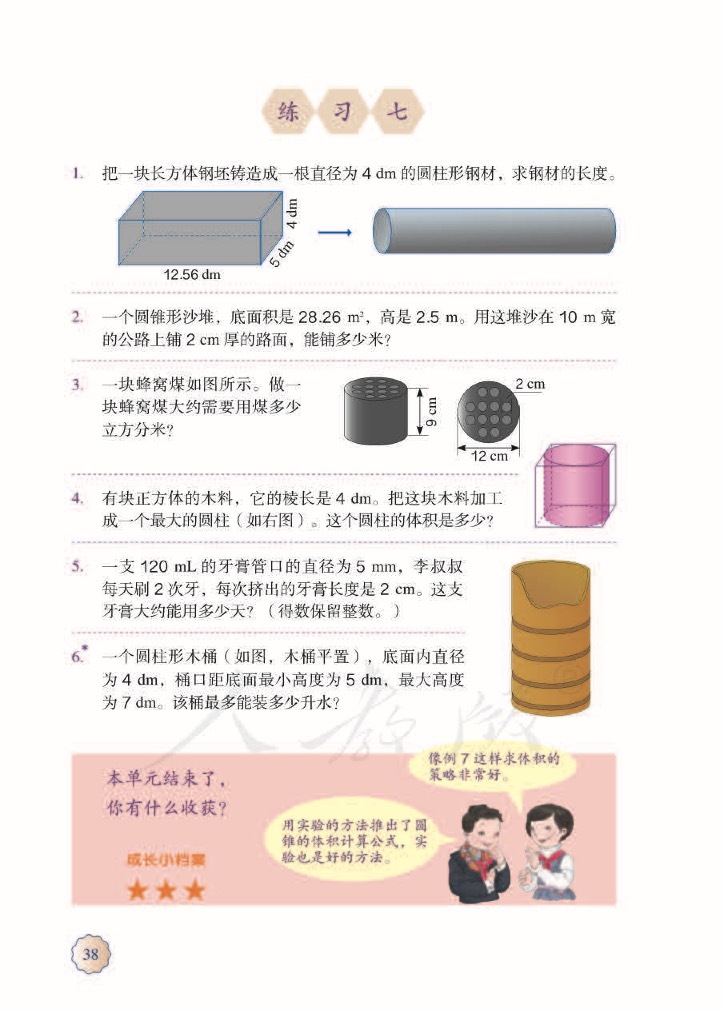 练习七
1. 把一块长方体钢坯铸造成一根直径为 4 dm 的圆柱形钢材，求钢材的长度。
4 dm
5 dm
12.56 dm
2. 一个圆锥形沙堆，底面积是 28.26 m²，高是 2.5 m。用这堆沙在 10 m 宽
的公路上铺 2 cm 厚的路面，能铺多少米？
3. 一块蜂窝煤如图所示。做一
块蜂窝煤大约需要用煤多少
立方分米？
2 cm
9 cm
12 cm
4. 有块正方体的木料，它的棱长是 4 dm。把这块木料加工
成一个最大的圆柱（如右图）。这个圆柱的体积是多少？
5. 一支 120 mL 的牙膏管口的直径为 5 mm，李叔叔
每天刷 2 次牙，每次挤出的牙膏长度是 2 cm。这支
牙膏大约能用多少天？（得数保留整数。）
6.* 一个圆柱形木桶（如图，木桶平置），底面内直径
为 4 dm，桶口距底面最小高度为 5 dm，最大高度
为 7 dm。该桶最多能装多少升水？
人教版
本单元结束了，
你有什么收获？
成长小档案
像例 7 这样求体积的
策略非常好。
用实验的方法推出了圆
锥的体积计算公式，实
验也是好的方法。
38